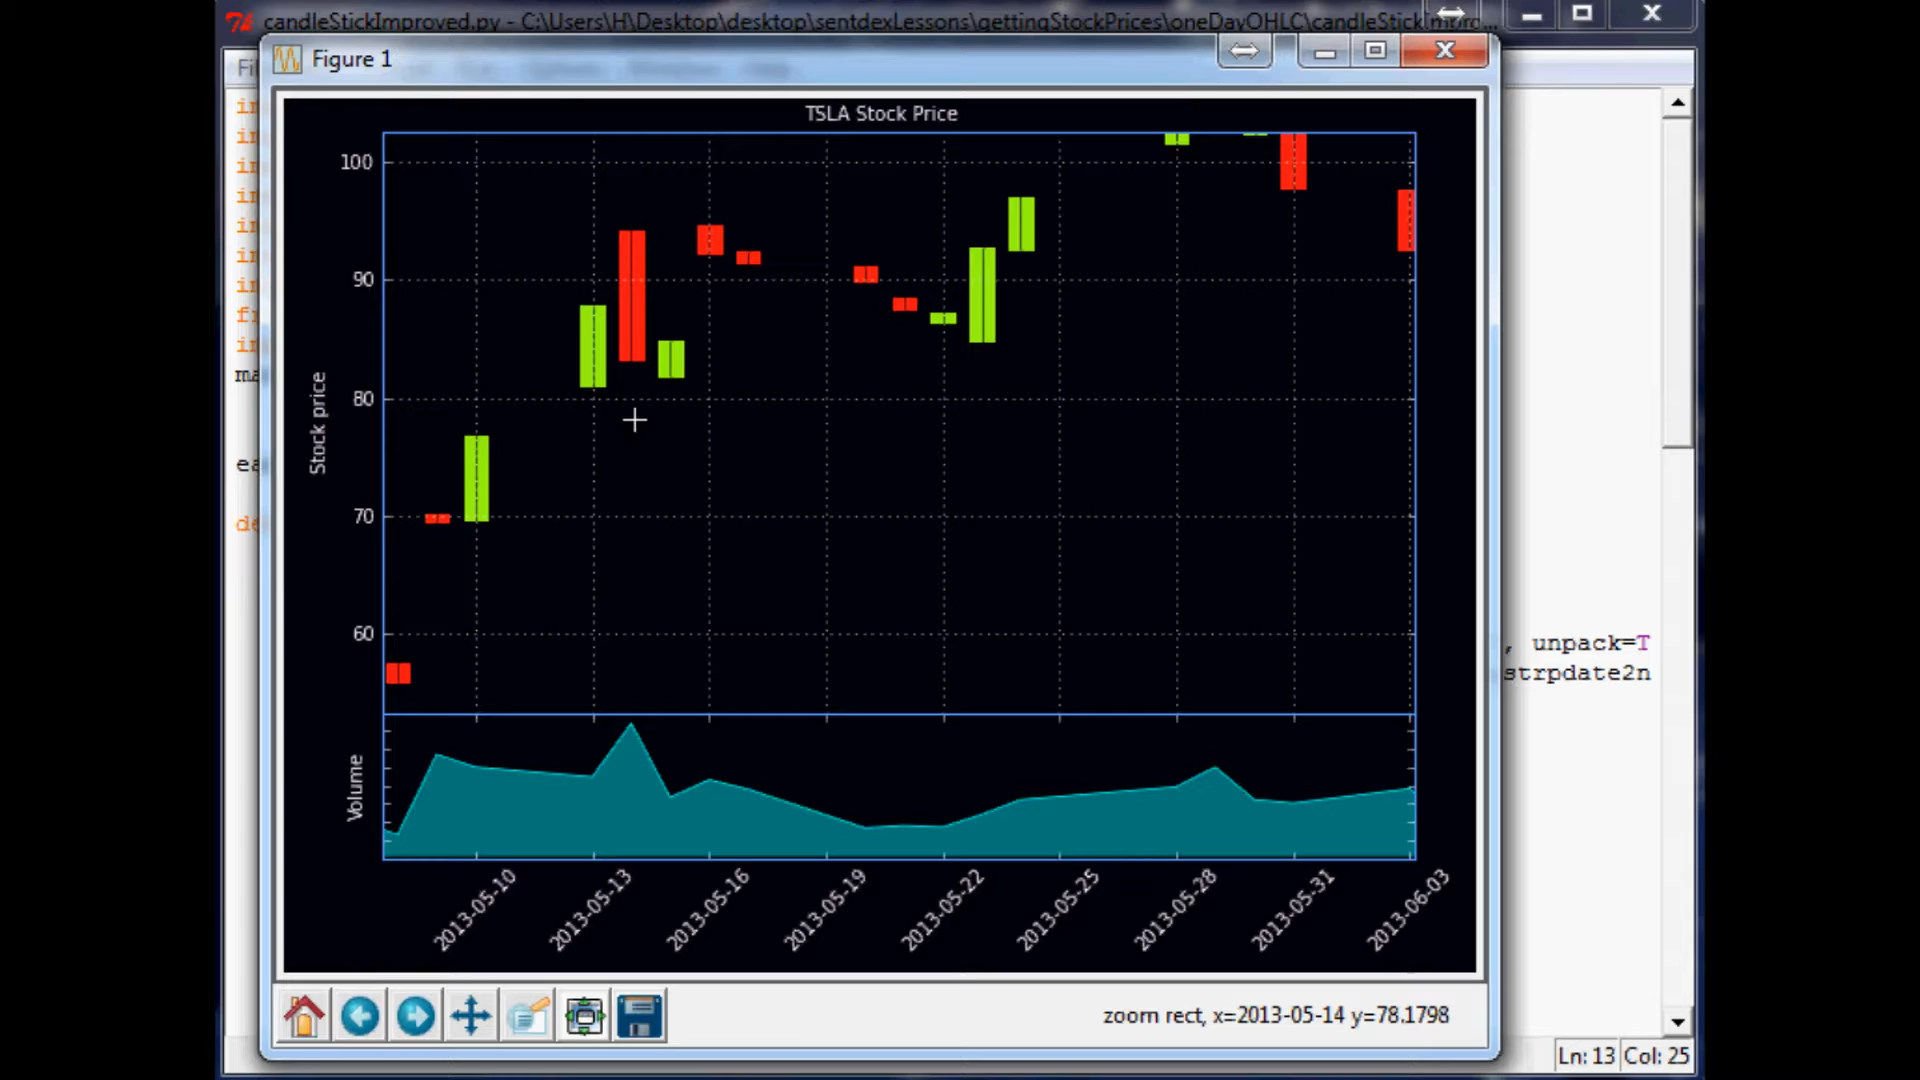 candleStickImproved.py - C:\Users\H\Desktop\desktop\sentdexLessons\gettingStockPrices\oneDayOHLC\candleStickImpro...
Figure 1
TSLA Stock Price
100
90
80
70
60
Stock price
Volume
2013-05-10
2013-05-13
2013-05-16
2013-05-19
2013-05-22
2013-05-25
2013-05-28
2013-05-31
2013-06-03
, unpack=T
strpdate2n
zoom rect, x=2013-05-14 y=78.1798
Ln: 13 Col: 25